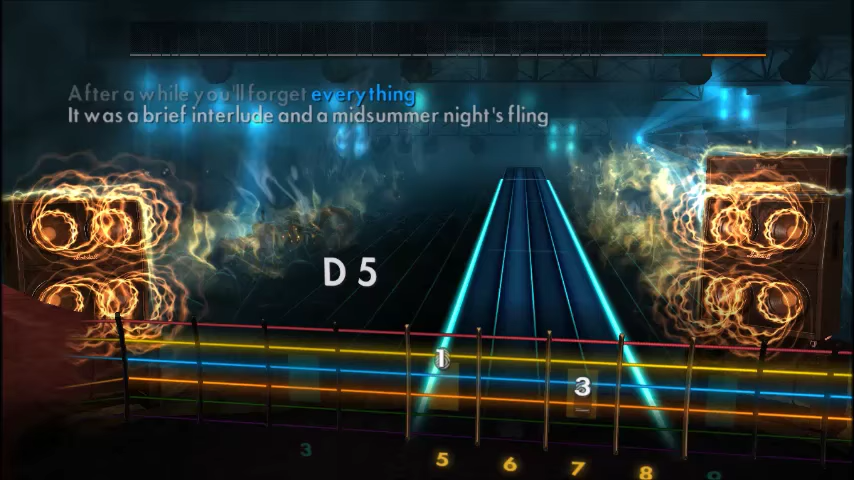 After a while you'll forget everything
It was a brief interlude and a midsummer night's fling
D 5
1
3
3 5 6 7 8 9